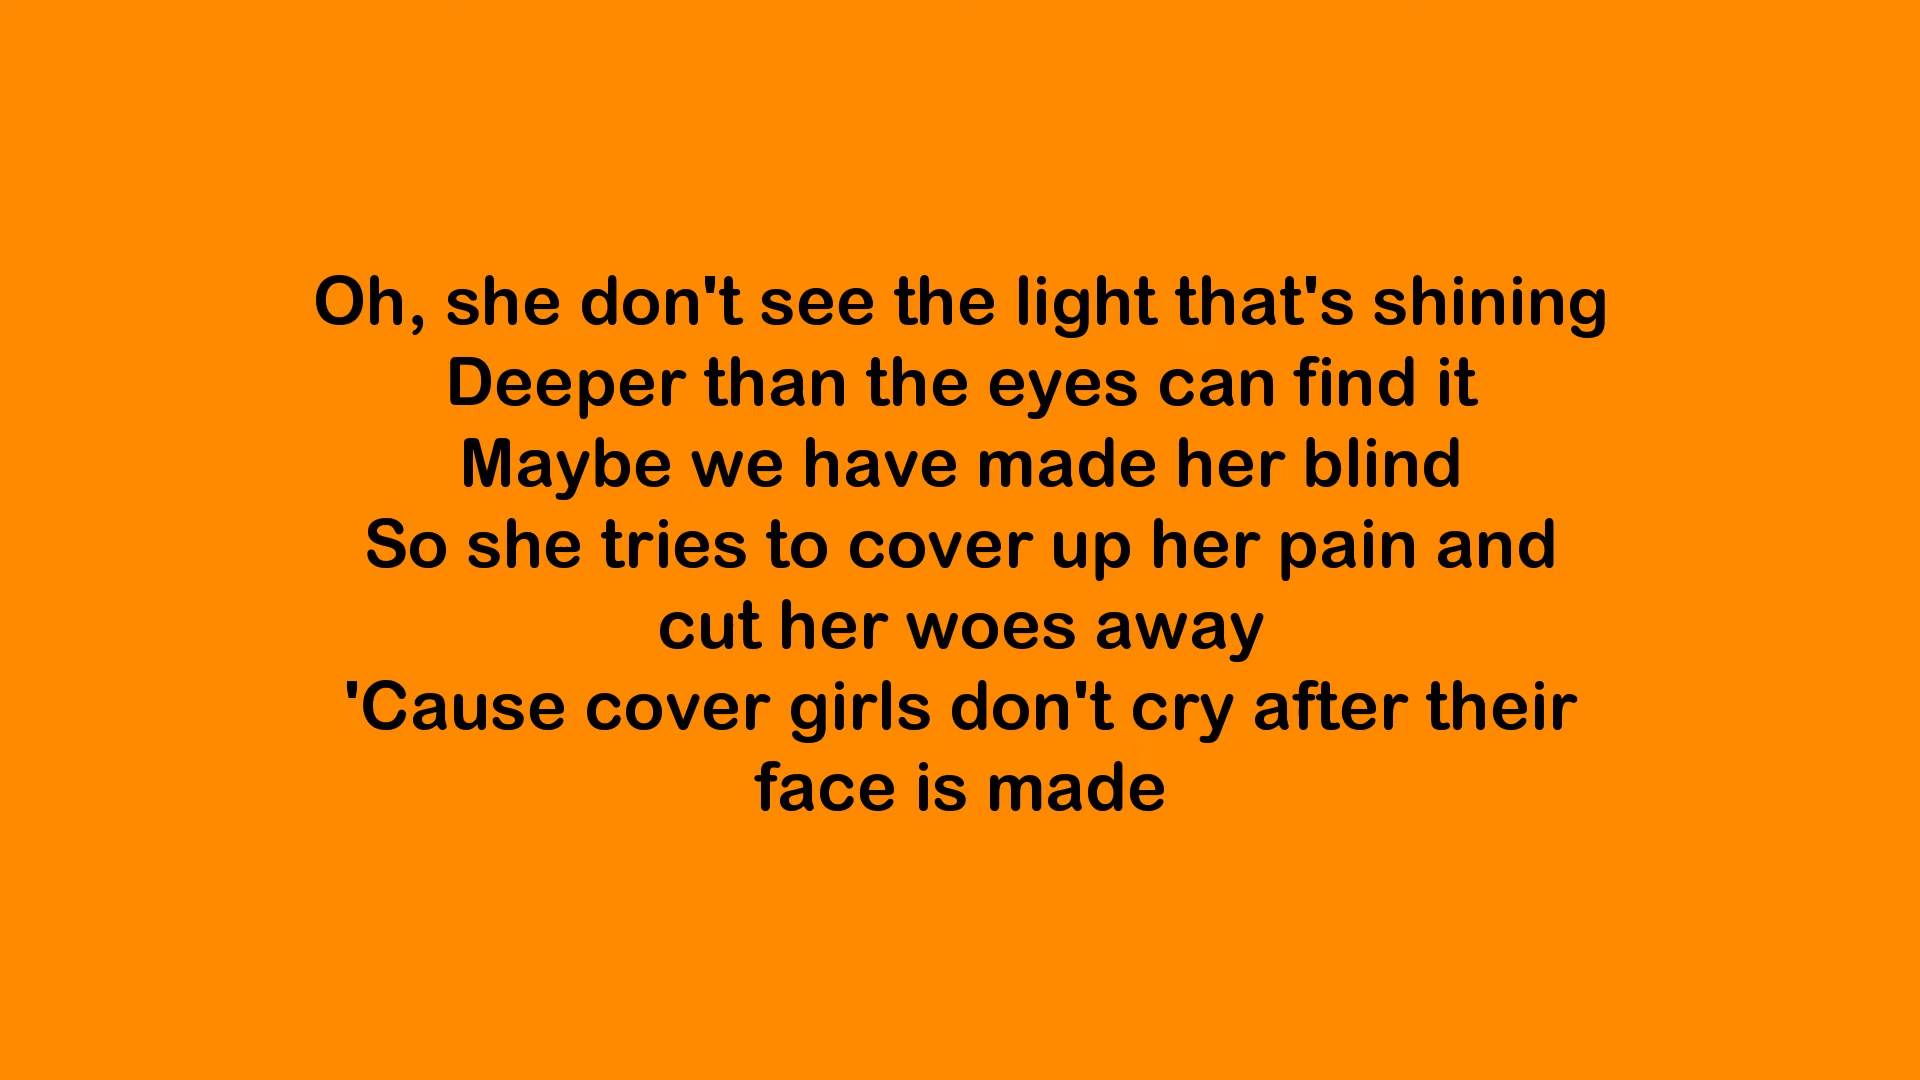 Oh, she don't see the light that's shining
Deeper than the eyes can find it
Maybe we have made her blind
So she tries to cover up her pain and
cut her woes away
'Cause cover girls don't cry after their
face is made